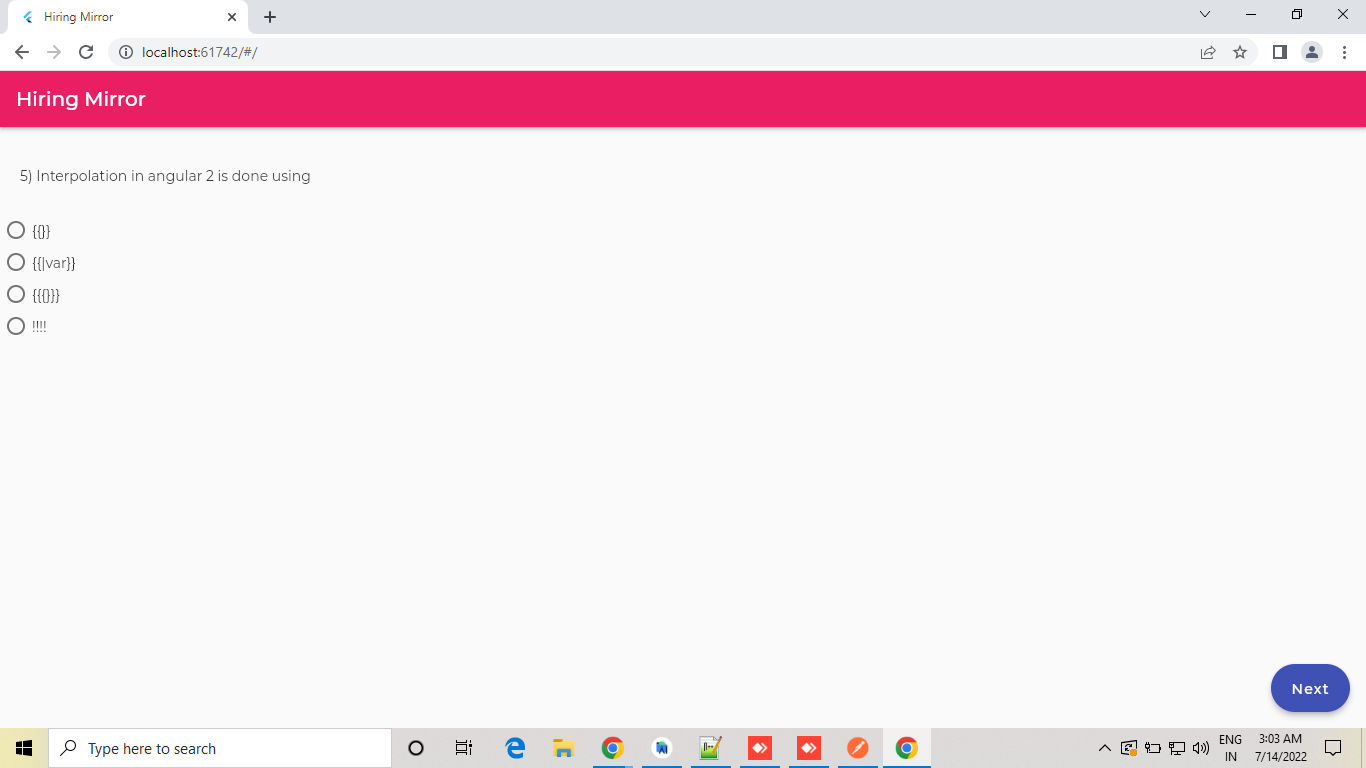 Hiring Mirror
localhost:61742/#/
Hiring Mirror
5) Interpolation in angular 2 is done using
{{}}
{{|var}}
{{{}}}
!!!!
Next
Type here to search
ENG
IN
3:03 AM
7/14/2022